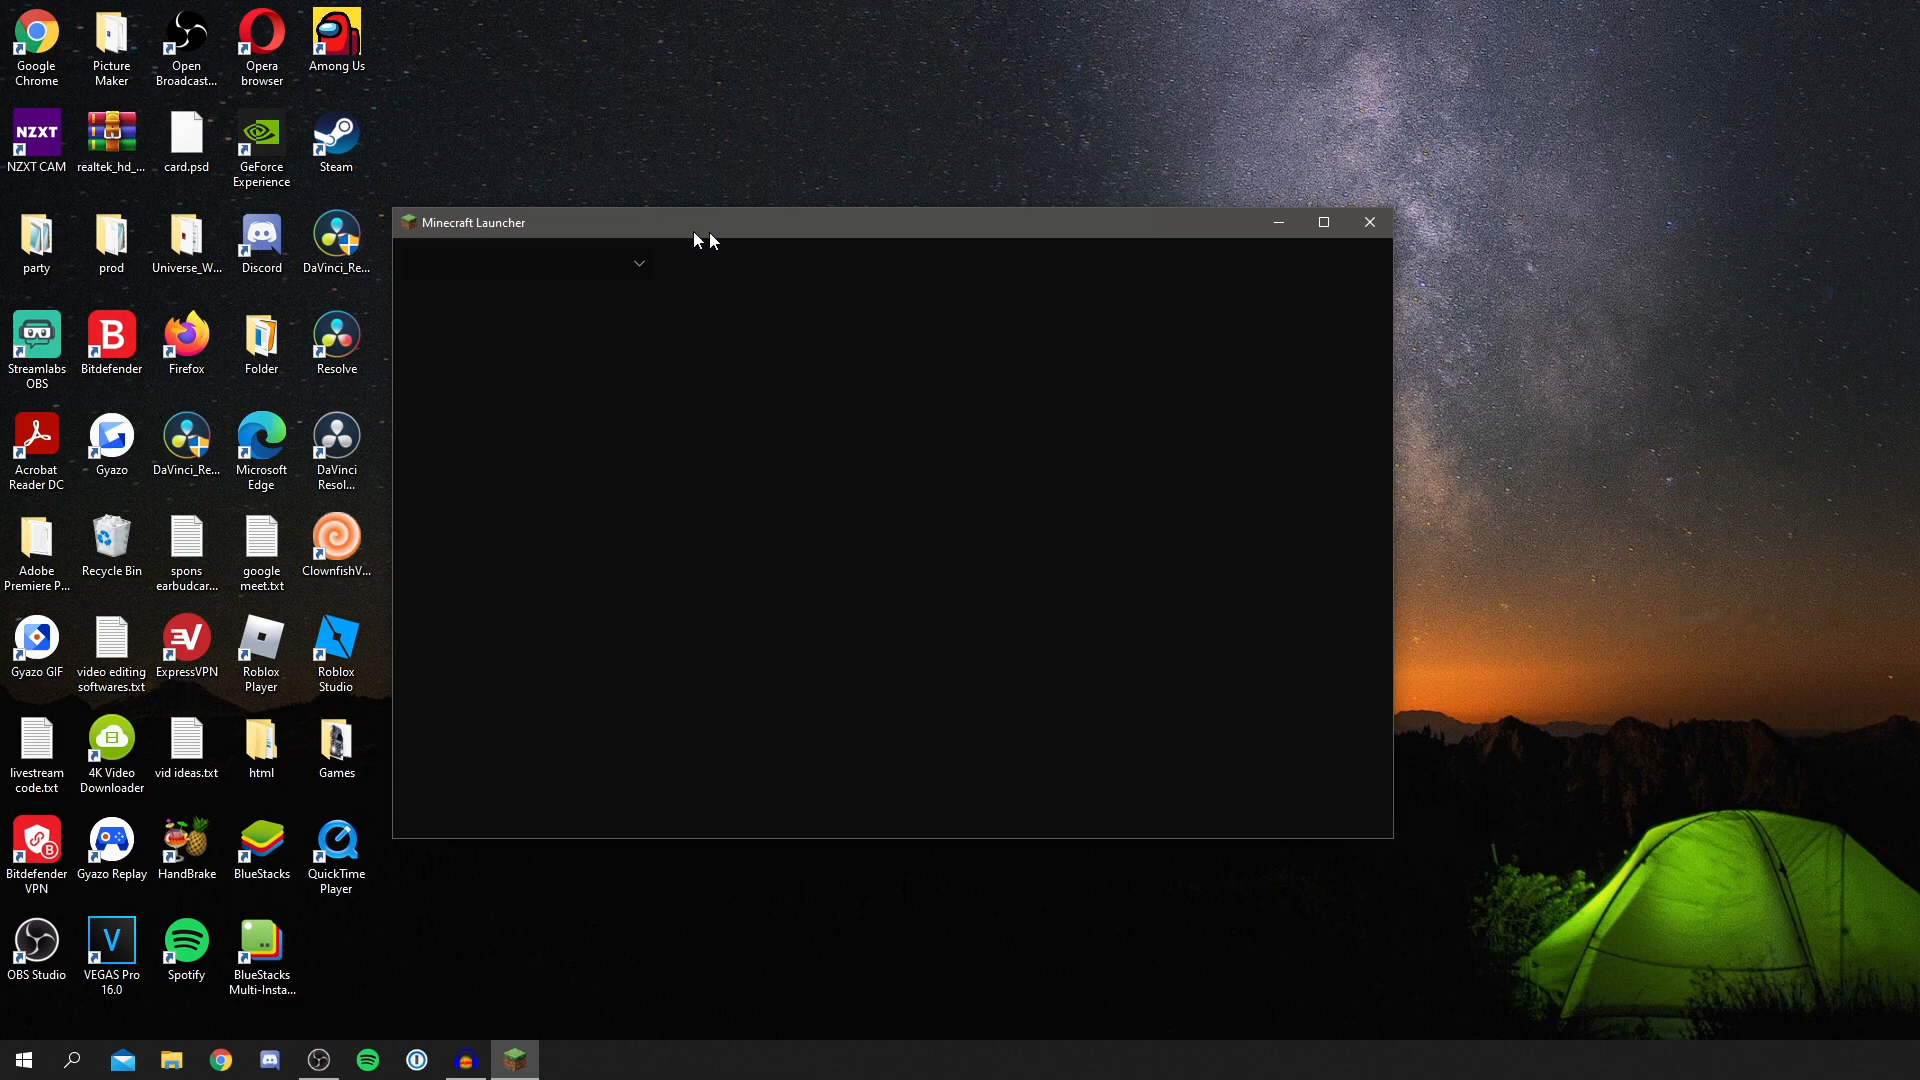 Google
Chrome
Picture
Maker
Open
Broadcast...
Opera
browser
Among Us
NZXT
NZXT CAM
realtek_hd_...
card.psd
GeForce
Experience
Steam
party
prod
Universe_W...
Discord
DaVinci_Re...
Streamlabs
OBS
B
Bitdefender
Firefox
Folder
Resolve
Acrobat
Reader DC
Gyazo
DaVinci_Re...
Microsoft
Edge
DaVinci
Resol...
Adobe
Premiere P...
Recycle Bin
spons
earbudcar...
google
meet.txt
ClownfishV...
Gyazo GIF
video editing
softwares.txt
ExpressVPN
Roblox
Player
Roblox
Studio
livestream
code.txt
4K Video
Downloader
vid ideas.txt
html
Games
Bitdefender
VPN
Gyazo Replay
HandBrake
BlueStacks
QuickTime
Player
OBS Studio
V
VEGAS Pro
16.0
Spotify
BlueStacks
Multi-Insta...
Minecraft Launcher